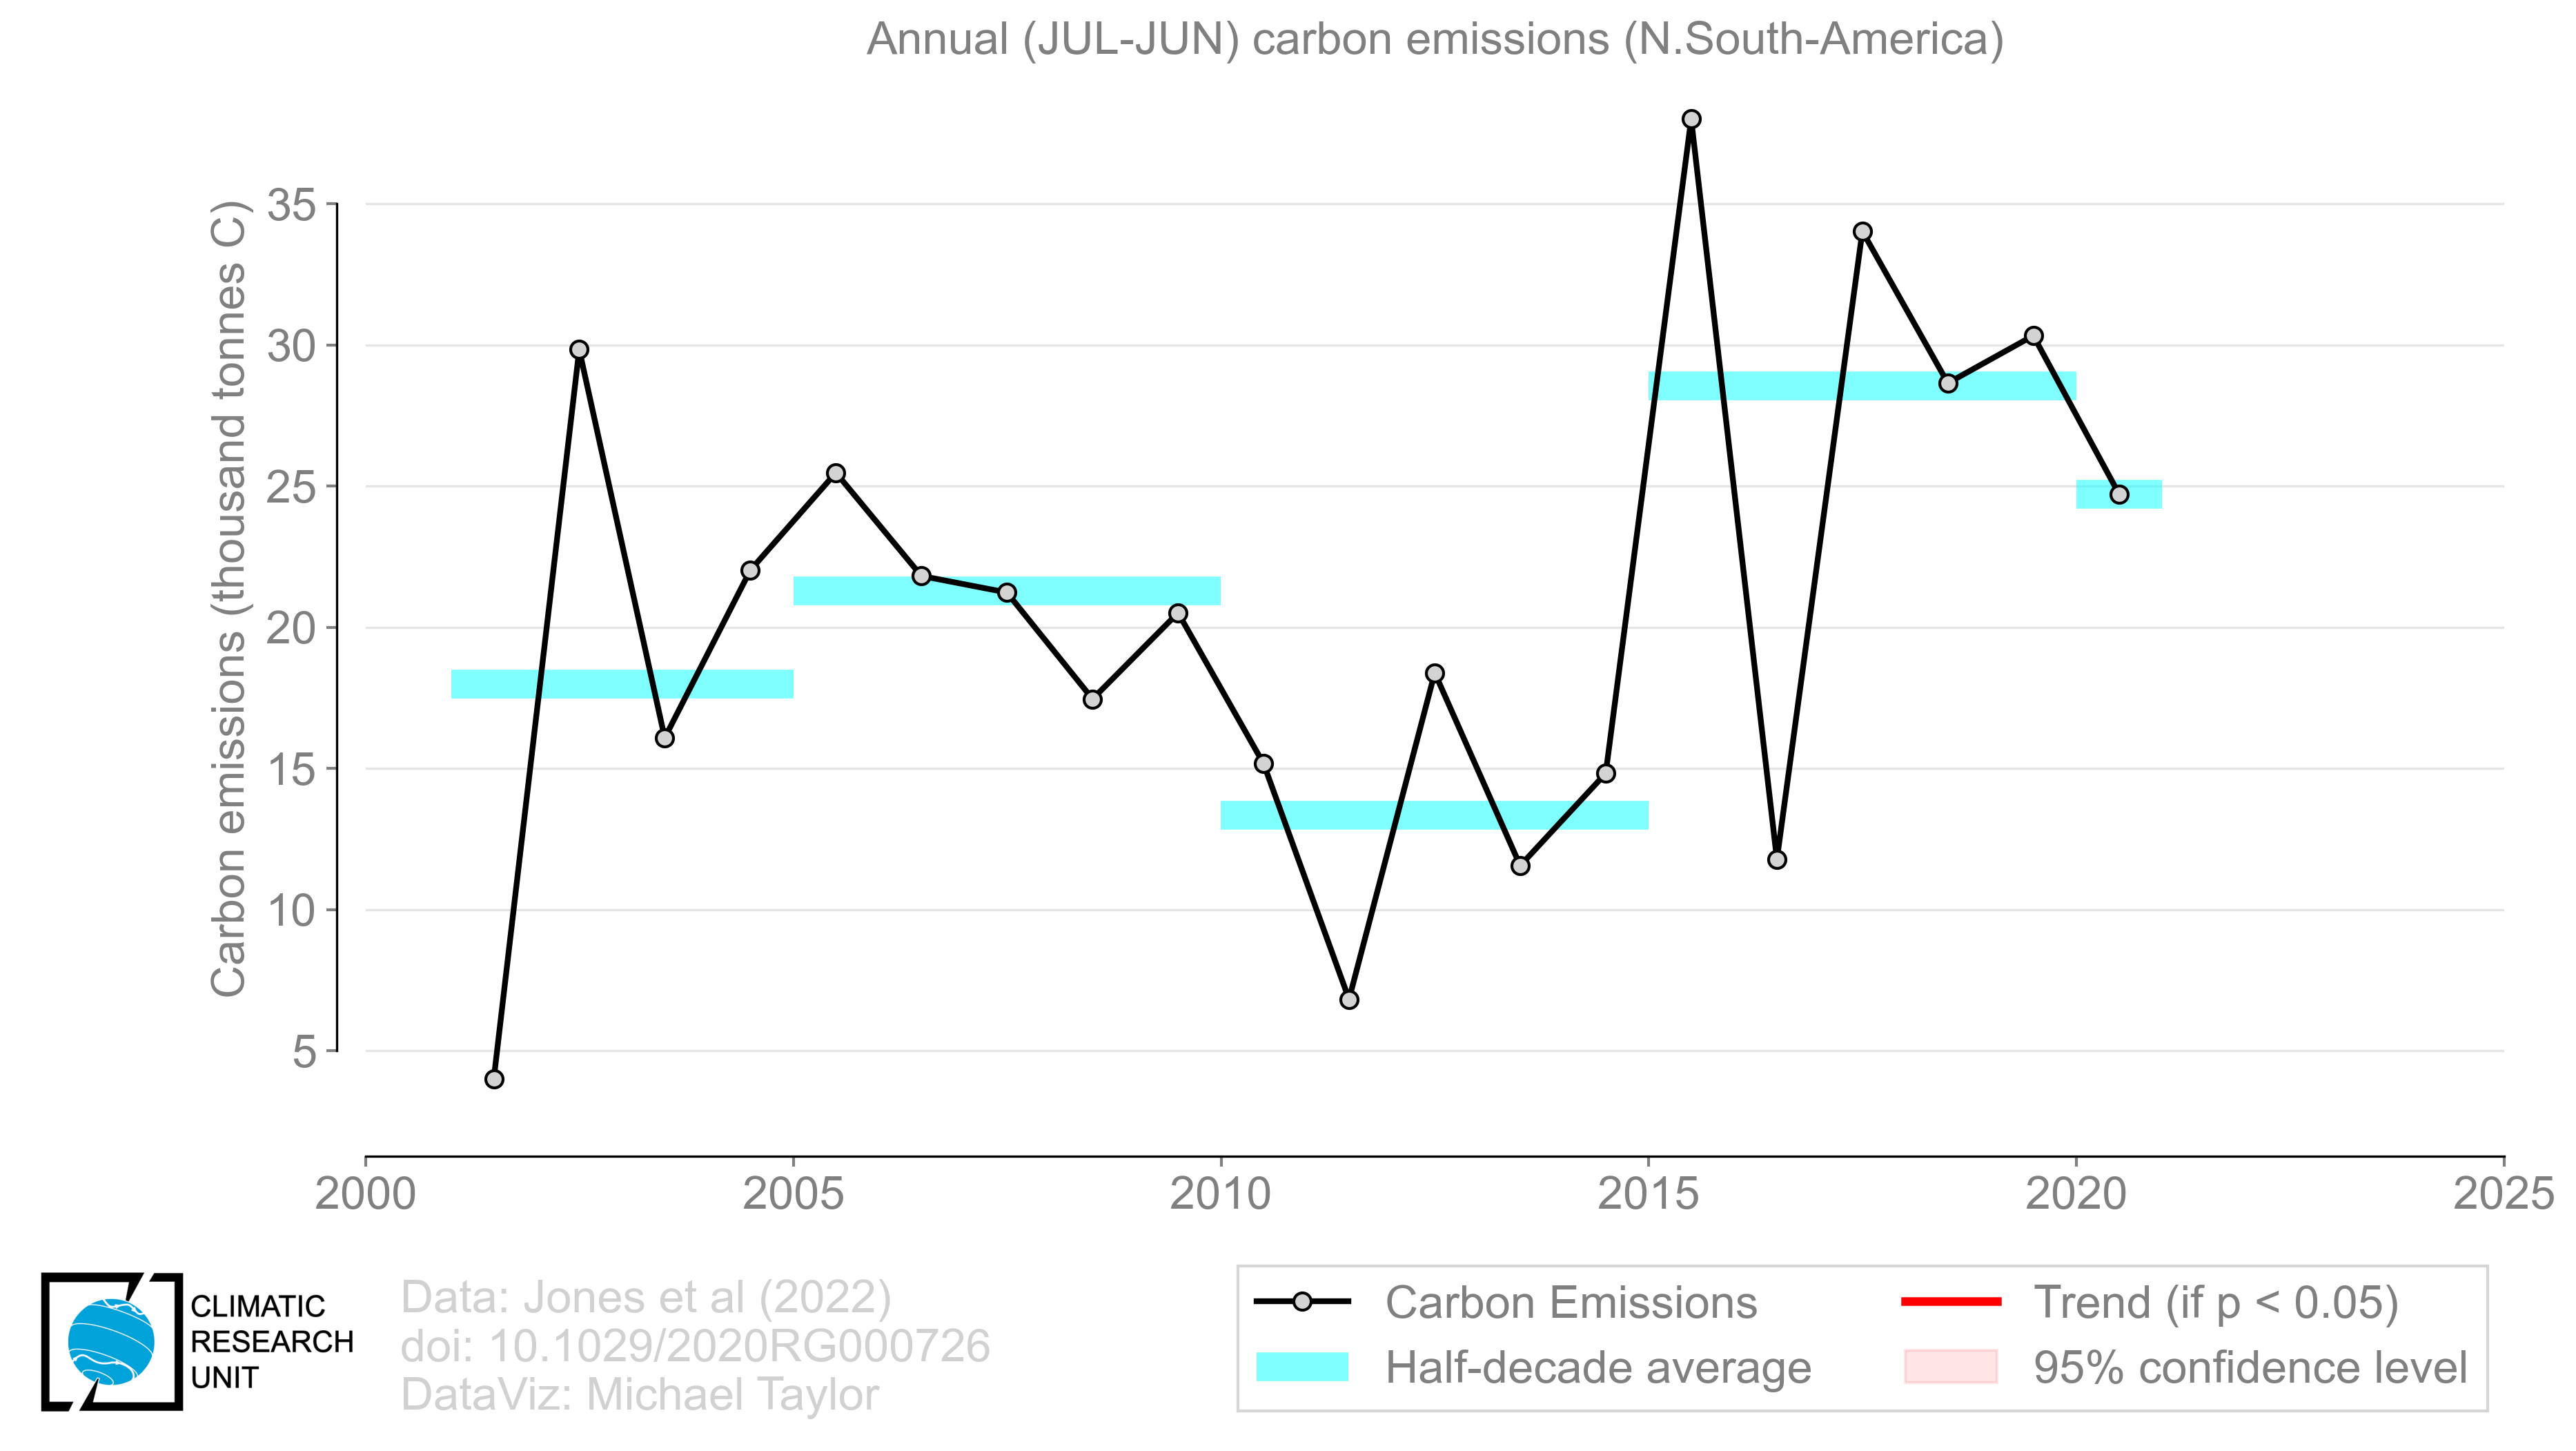 Annual (JUL-JUN) carbon emissions (N.South-America)
Carbon emissions (thousand tonnes C)
35
30
25
20
15
10
5
2000 2005 2010 2015 2020 2025
CLIMATIC
RESEARCH
UNIT
Data: Jones et al (2022)
doi: 10.1029/2020RG000726
DataViz: Michael Taylor
Carbon Emissions
Half-decade average
Trend (if p < 0.05)
95% confidence level